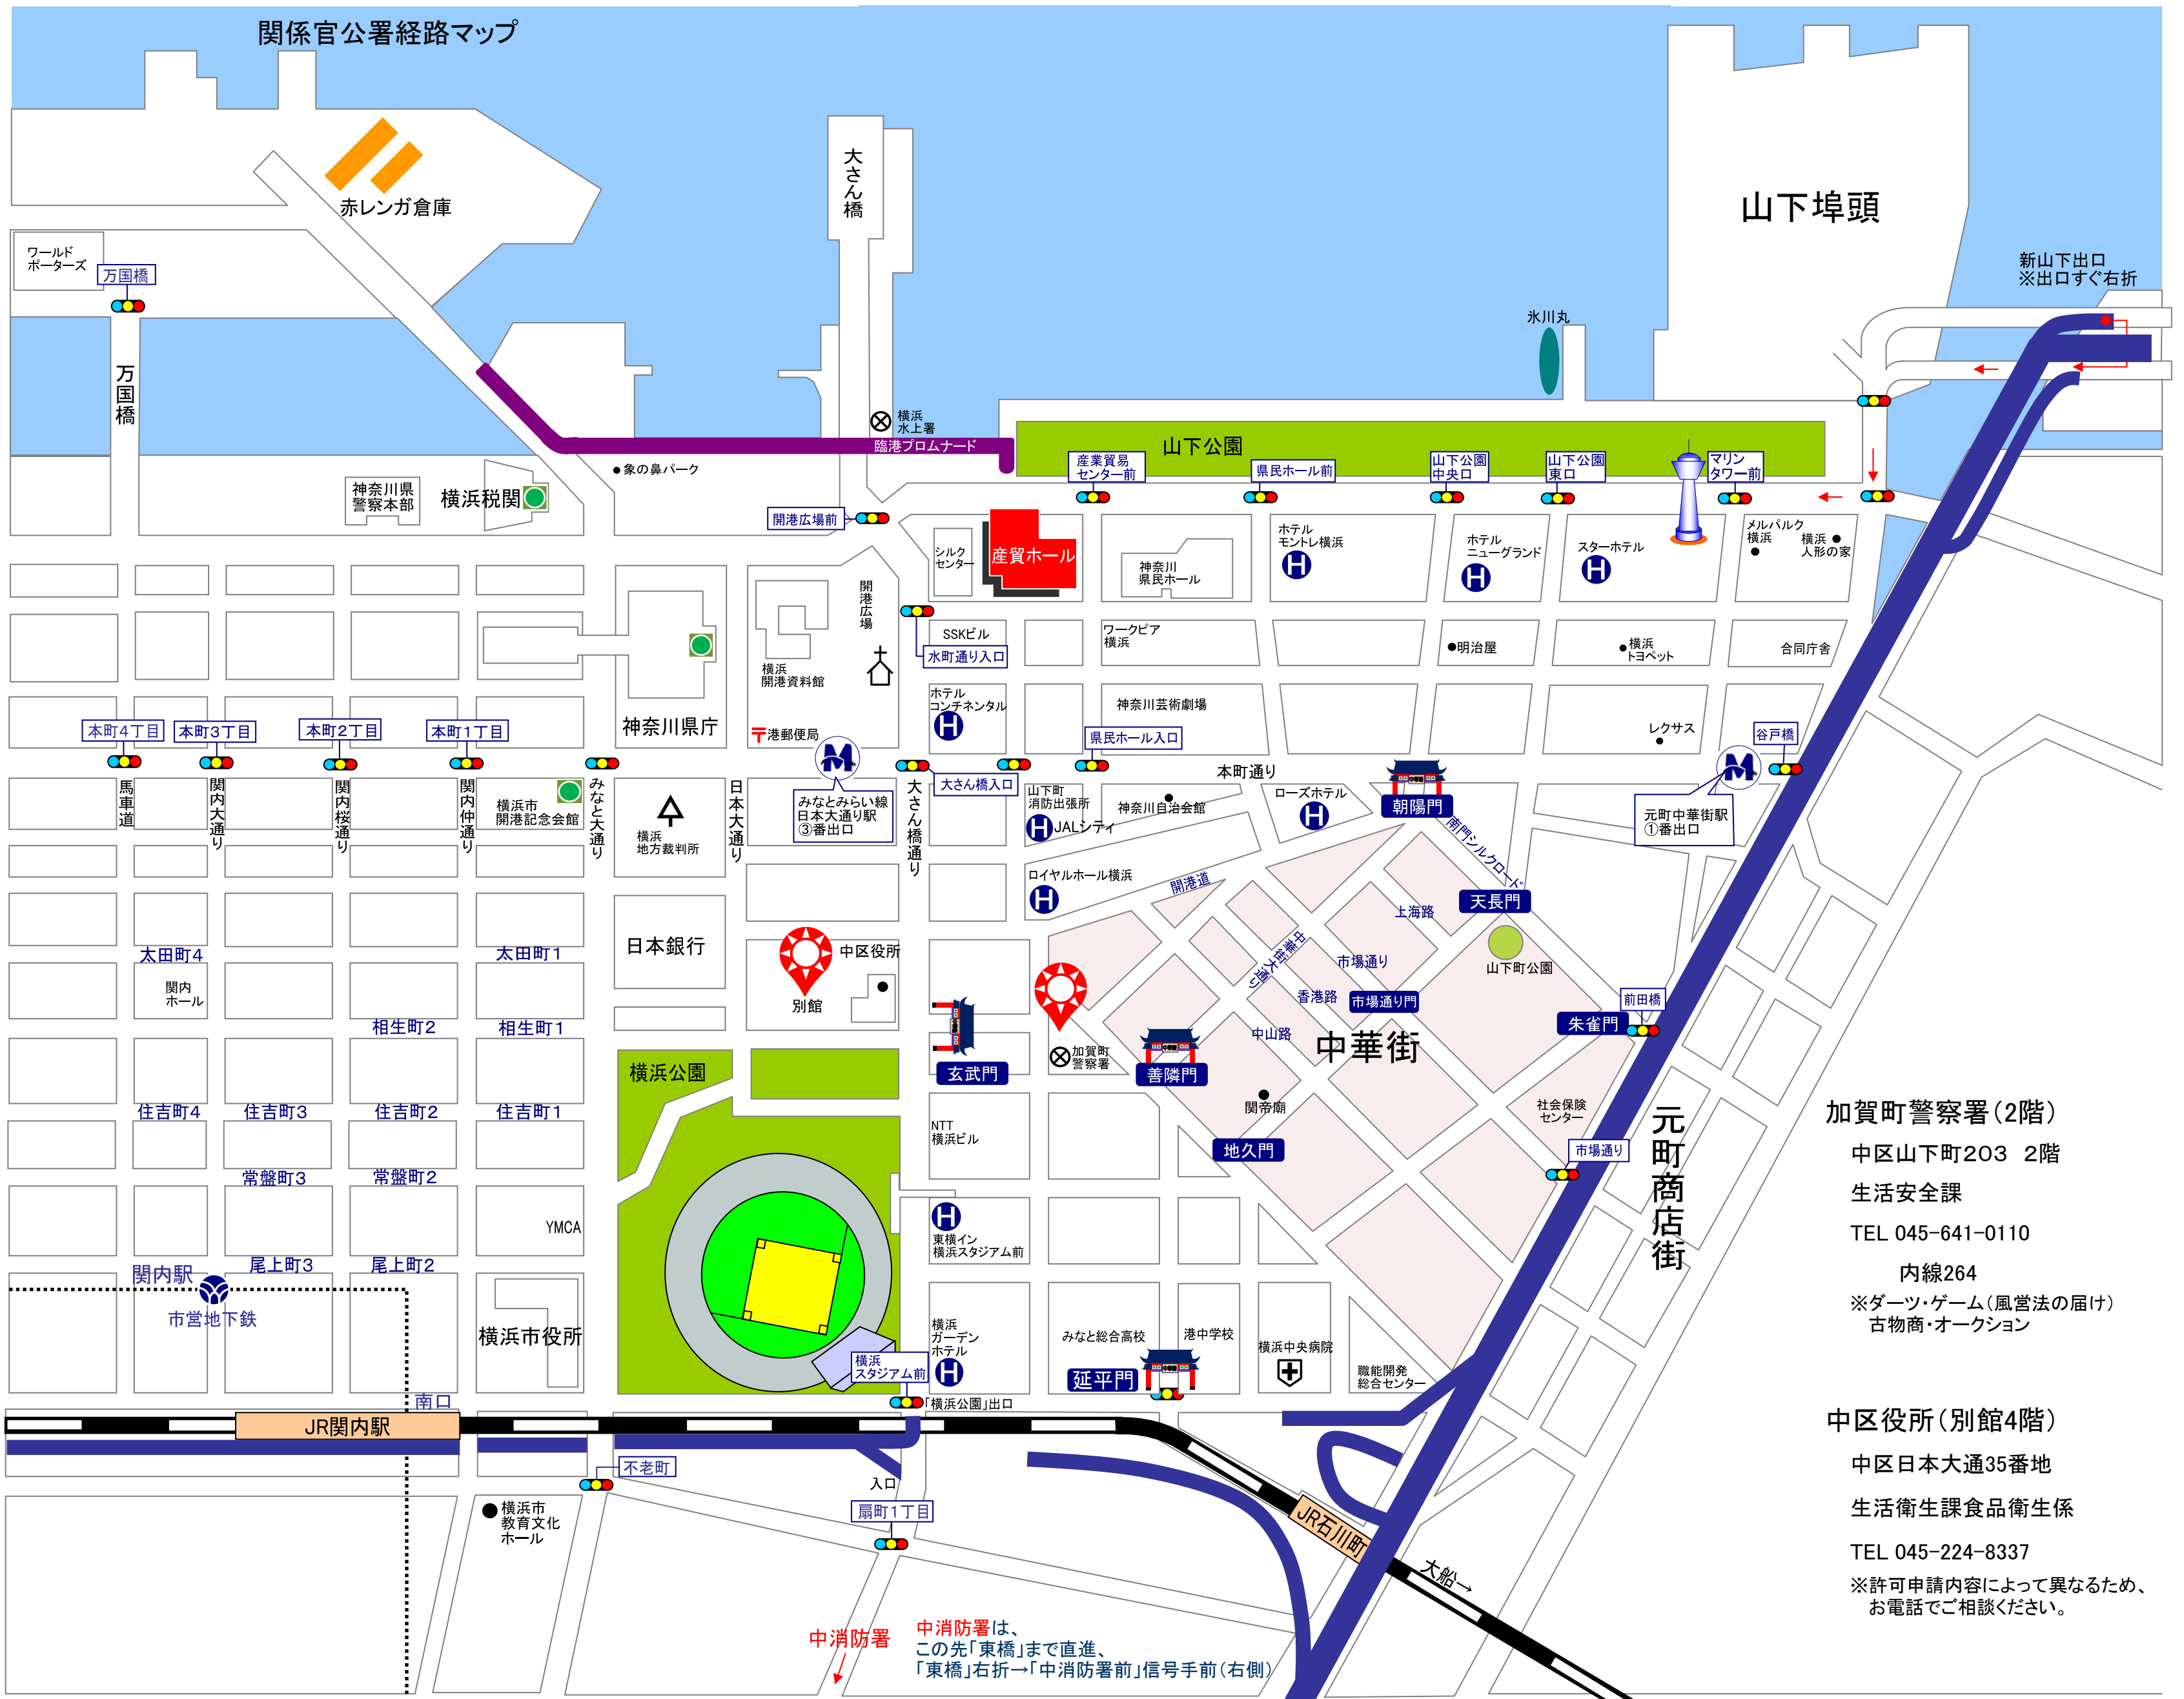 関係官公署経路マップ
赤レンガ倉庫
大さん橋
山下埠頭
ワールド
ポーターズ
万国橋
新山下出口
※出口すぐ右折
氷川丸
万国橋
横浜
水上署
臨港プロムナード
山下公園
象の鼻パーク
神奈川県
警察本部
横浜税関
開港広場前
産業貿易
センター前
県民ホール前
山下公園
中央口
山下公園
東口
マリン
タワー前
シルク
センター
産貿ホール
神奈川
県民ホール
ホテル
モントレ横浜
ホテル
ニューグランド
スターホテル
メルパルク
横浜
横浜
人形の家
開港広場
SSKビル
水町通り入口
ワークピア
横浜
明治屋
横浜
トヨペット
合同庁舎
横浜
開港資料館
ホテル
コンチネンタル
神奈川芸術劇場
神奈川県庁
港郵便局
県民ホール入口
レクサス
谷戸橋
本町4丁目
本町3丁目
本町2丁目
本町1丁目
本町通り
馬車道
関内大通り
関内桜通り
関内仲通り
横浜市
開港記念会館
みなと大通り
横浜
地方裁判所
日本大通り
みなとみらい線
日本大通り駅
③番出口
大さん橋通り
大さん橋入口
山下町
消防出張所
JALシティ
神奈川自治会館
ローズホテル
朝陽門
南門シルクロード
元町中華街駅
①番出口
ロイヤルホール横浜
開港道
天長門
上海路
中華街大通り
市場通り
山下町公園
香港路
市場通り門
中山路
中華街
朱雀門
前田橋
太田町4
太田町1
関内
ホール
日本銀行
中区役所
別館
相生町2
相生町1
横浜公園
玄武門
加賀町
警察署
中華街
善隣門
関帝廟
地久門
社会保険
センター
市場通り
元町商店街
住吉町4
住吉町3
住吉町2
住吉町1
NTT
横浜ビル
常盤町3
常盤町2
YMCA
東横イン
横浜スタジアム前
尾上町3
尾上町2
関内駅
市営地下鉄
横浜市役所
横浜
ガーデン
ホテル
横浜
スタジアム前
みなと総合高校
港中学校
横浜中央病院
職能開発
総合センター
延平門
南口
「横浜公園」出口
JR関内駅
不老町
入口
横浜市
教育文化
ホール
扇町1丁目
JR石川町
大船→
中消防署
中消防署は、
この先「東橋」まで直進、
「東橋」右折→「中消防署前」信号手前(右側)
加賀町警察署(2階)
中区山下町203 2階
生活安全課
TEL 045-641-0110
内線264
※ダーツ・ゲーム(風営法の届け)
古物商・オークション
中区役所(別館4階)
中区日本大通35番地
生活衛生課食品衛生係
TEL 045-224-8337
※許可申請内容によって異なるため、
お電話でご相談ください。